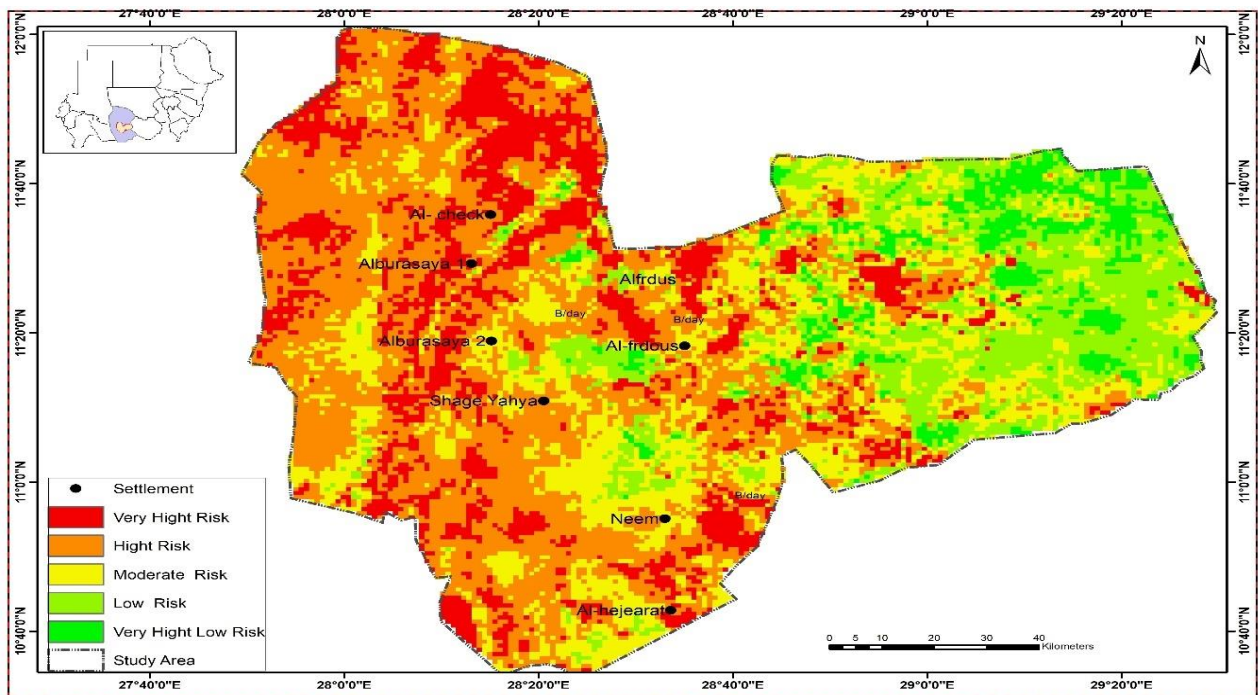 27°40'0"E 28°0'0"E 28°20'0"E 28°40'0"E 29°0'0"E 29°20'0"E
12°0'0"N 12°0'0"N
N
11°40'0"N 11°40'0"N
Al- check
Alburasaya 1
Alfrdus
B/day B/day
11°20'0"N 11°20'0"N
Alburasaya 2
Al-frdous
Shage Yahya
11°0'0"N 11°0'0"N
B/day
Neem
Al-hejearat
10°40'0"N 10°40'0"N
Settlement
Very Hight Risk
Hight Risk
Moderate Risk
Low Risk
Very Hight Low Risk
Study Area
0 5 10 20 30 40
Kilometers
27°40'0"E 28°0'0"E 28°20'0"E 28°40'0"E 29°0'0"E 29°20'0"E